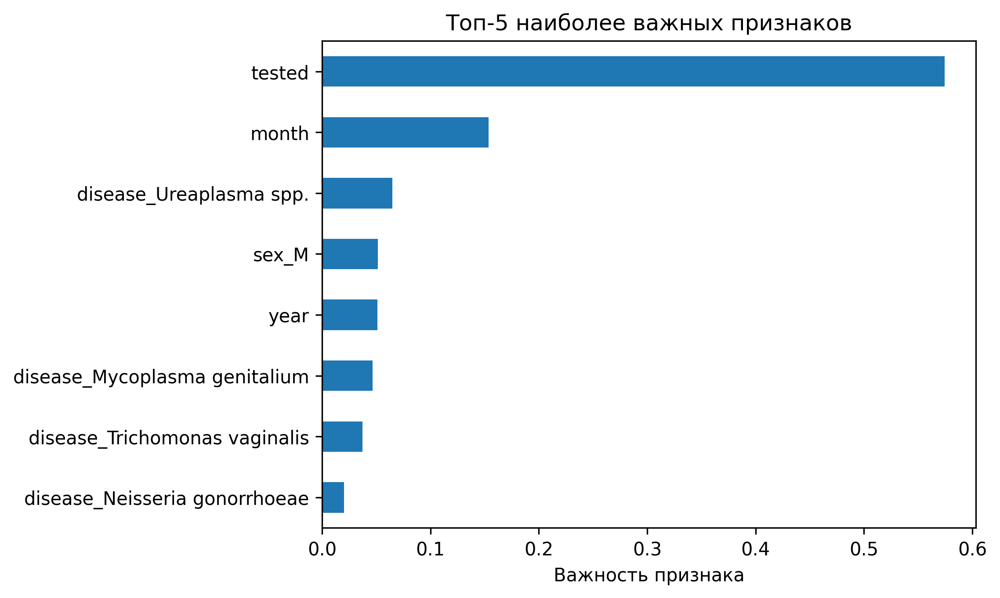 Топ-5 наиболее важных признаков
tested
month
disease_Ureaplasma spp.
sex_M
year
disease_Mycoplasma genitalium
disease_Trichomonas vaginalis
disease_Neisseria gonorrhoeae
0.0 0.1 0.2 0.3 0.4 0.5 0.6
Важность признака